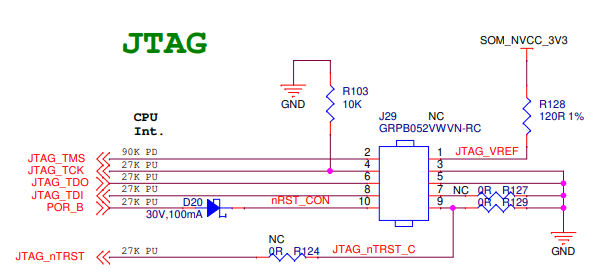 JTAG
SOM_NVCC_3V3
GND
R103
10K
CPU
Int.
J29
NC
GRPB052VWVN-RC
R128
120R 1%
JTAG_TMS
90K PD
2
1
JTAG_VREF
JTAG_TCK
27K PU
4
3
JTAG_TDO
27K PU
6
5
JTAG_TDI
27K PU
8
7
NC
0R
R127
POR_B
27K PU
D20
30V,100mA
nRST_CON
10
9
0R
R129
GND
JTAG_nTRST
27K PU
NC
0R
R124
JTAG_nTRST_C